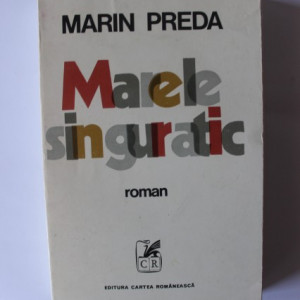 MARIN PREDA
Marele
singuratic
roman
CR
EDITURA CARTEA ROMÂNEASCĂ